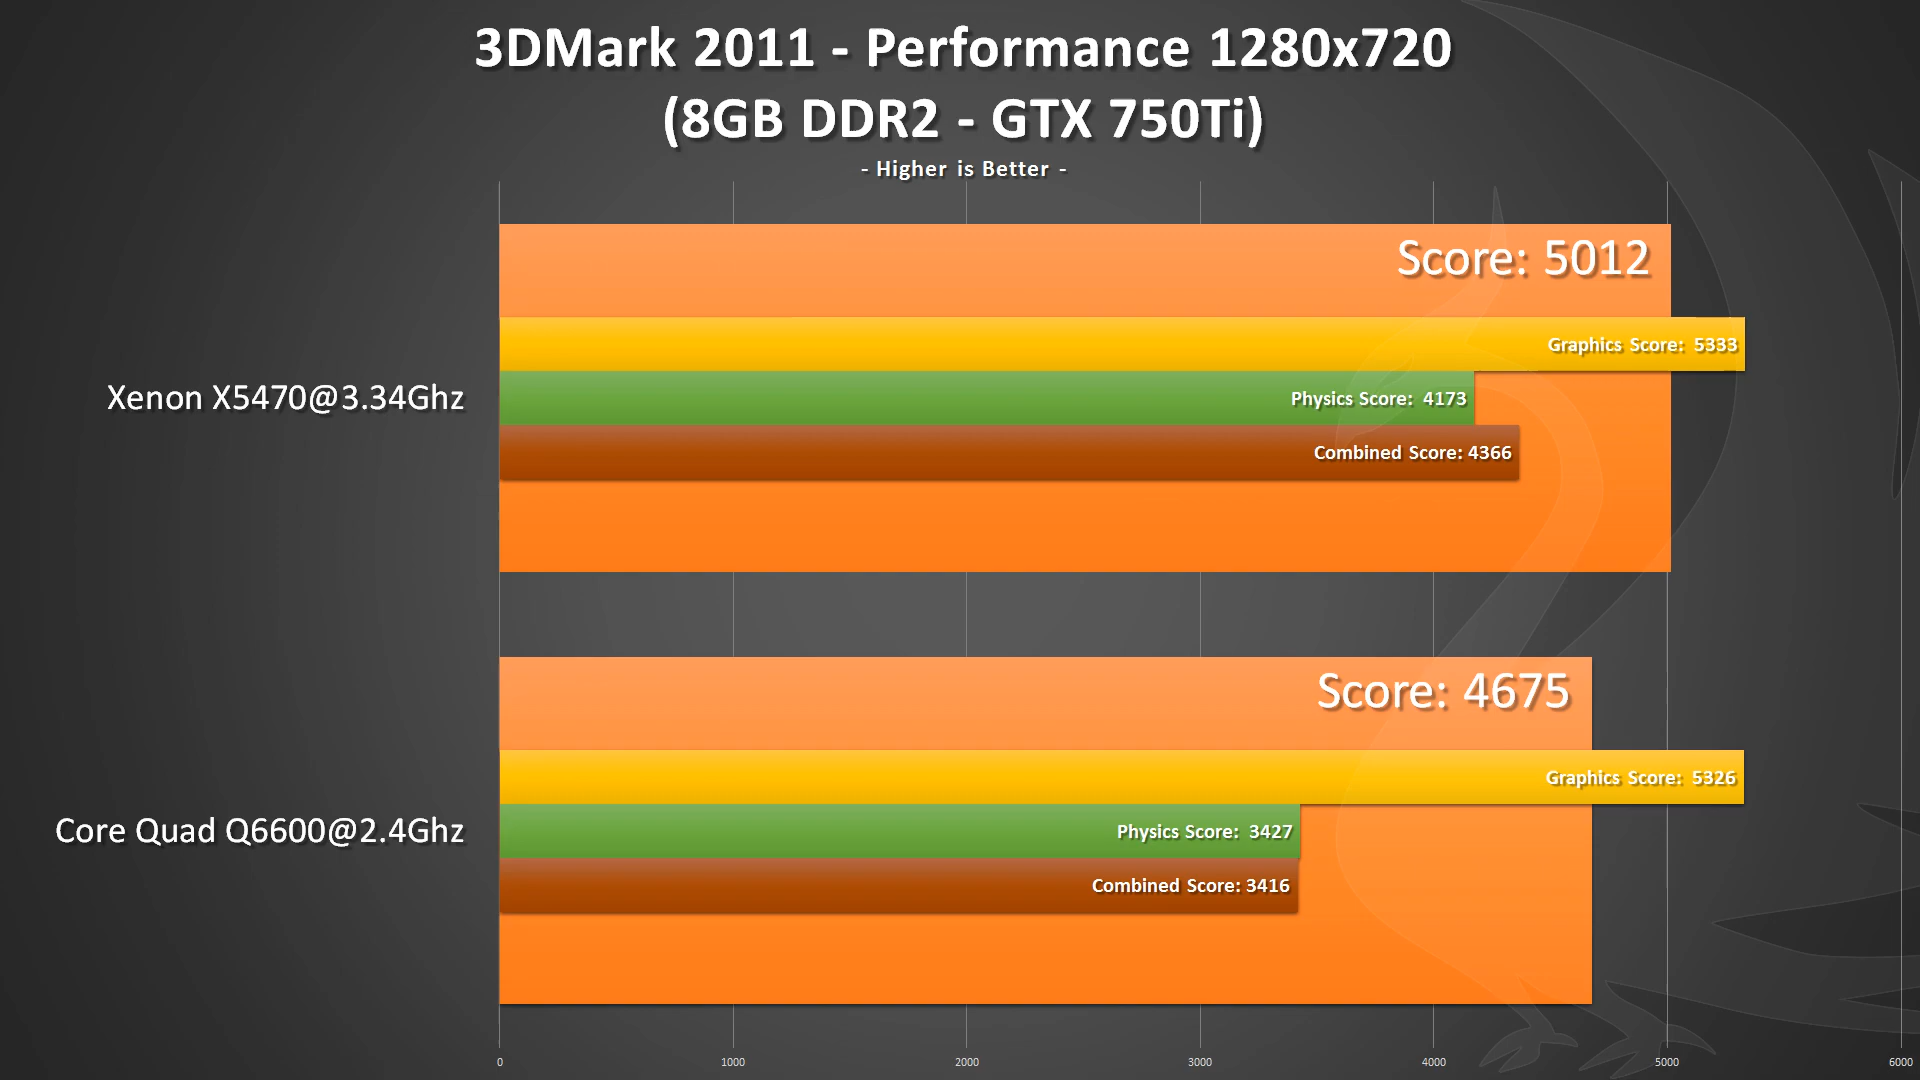 3DMark 2011 - Performance 1280x720
(8GB DDR2 - GTX 750Ti)
- Higher is Better -
Score: 5012
Graphics Score: 5333
Xenon X5470@3.34Ghz
Physics Score: 4173
Combined Score: 4366
Score: 4675
Graphics Score: 5326
Core Quad Q6600@2.4Ghz
Physics Score: 3427
Combined Score: 3416
0 1000 2000 3000 4000 5000 6000